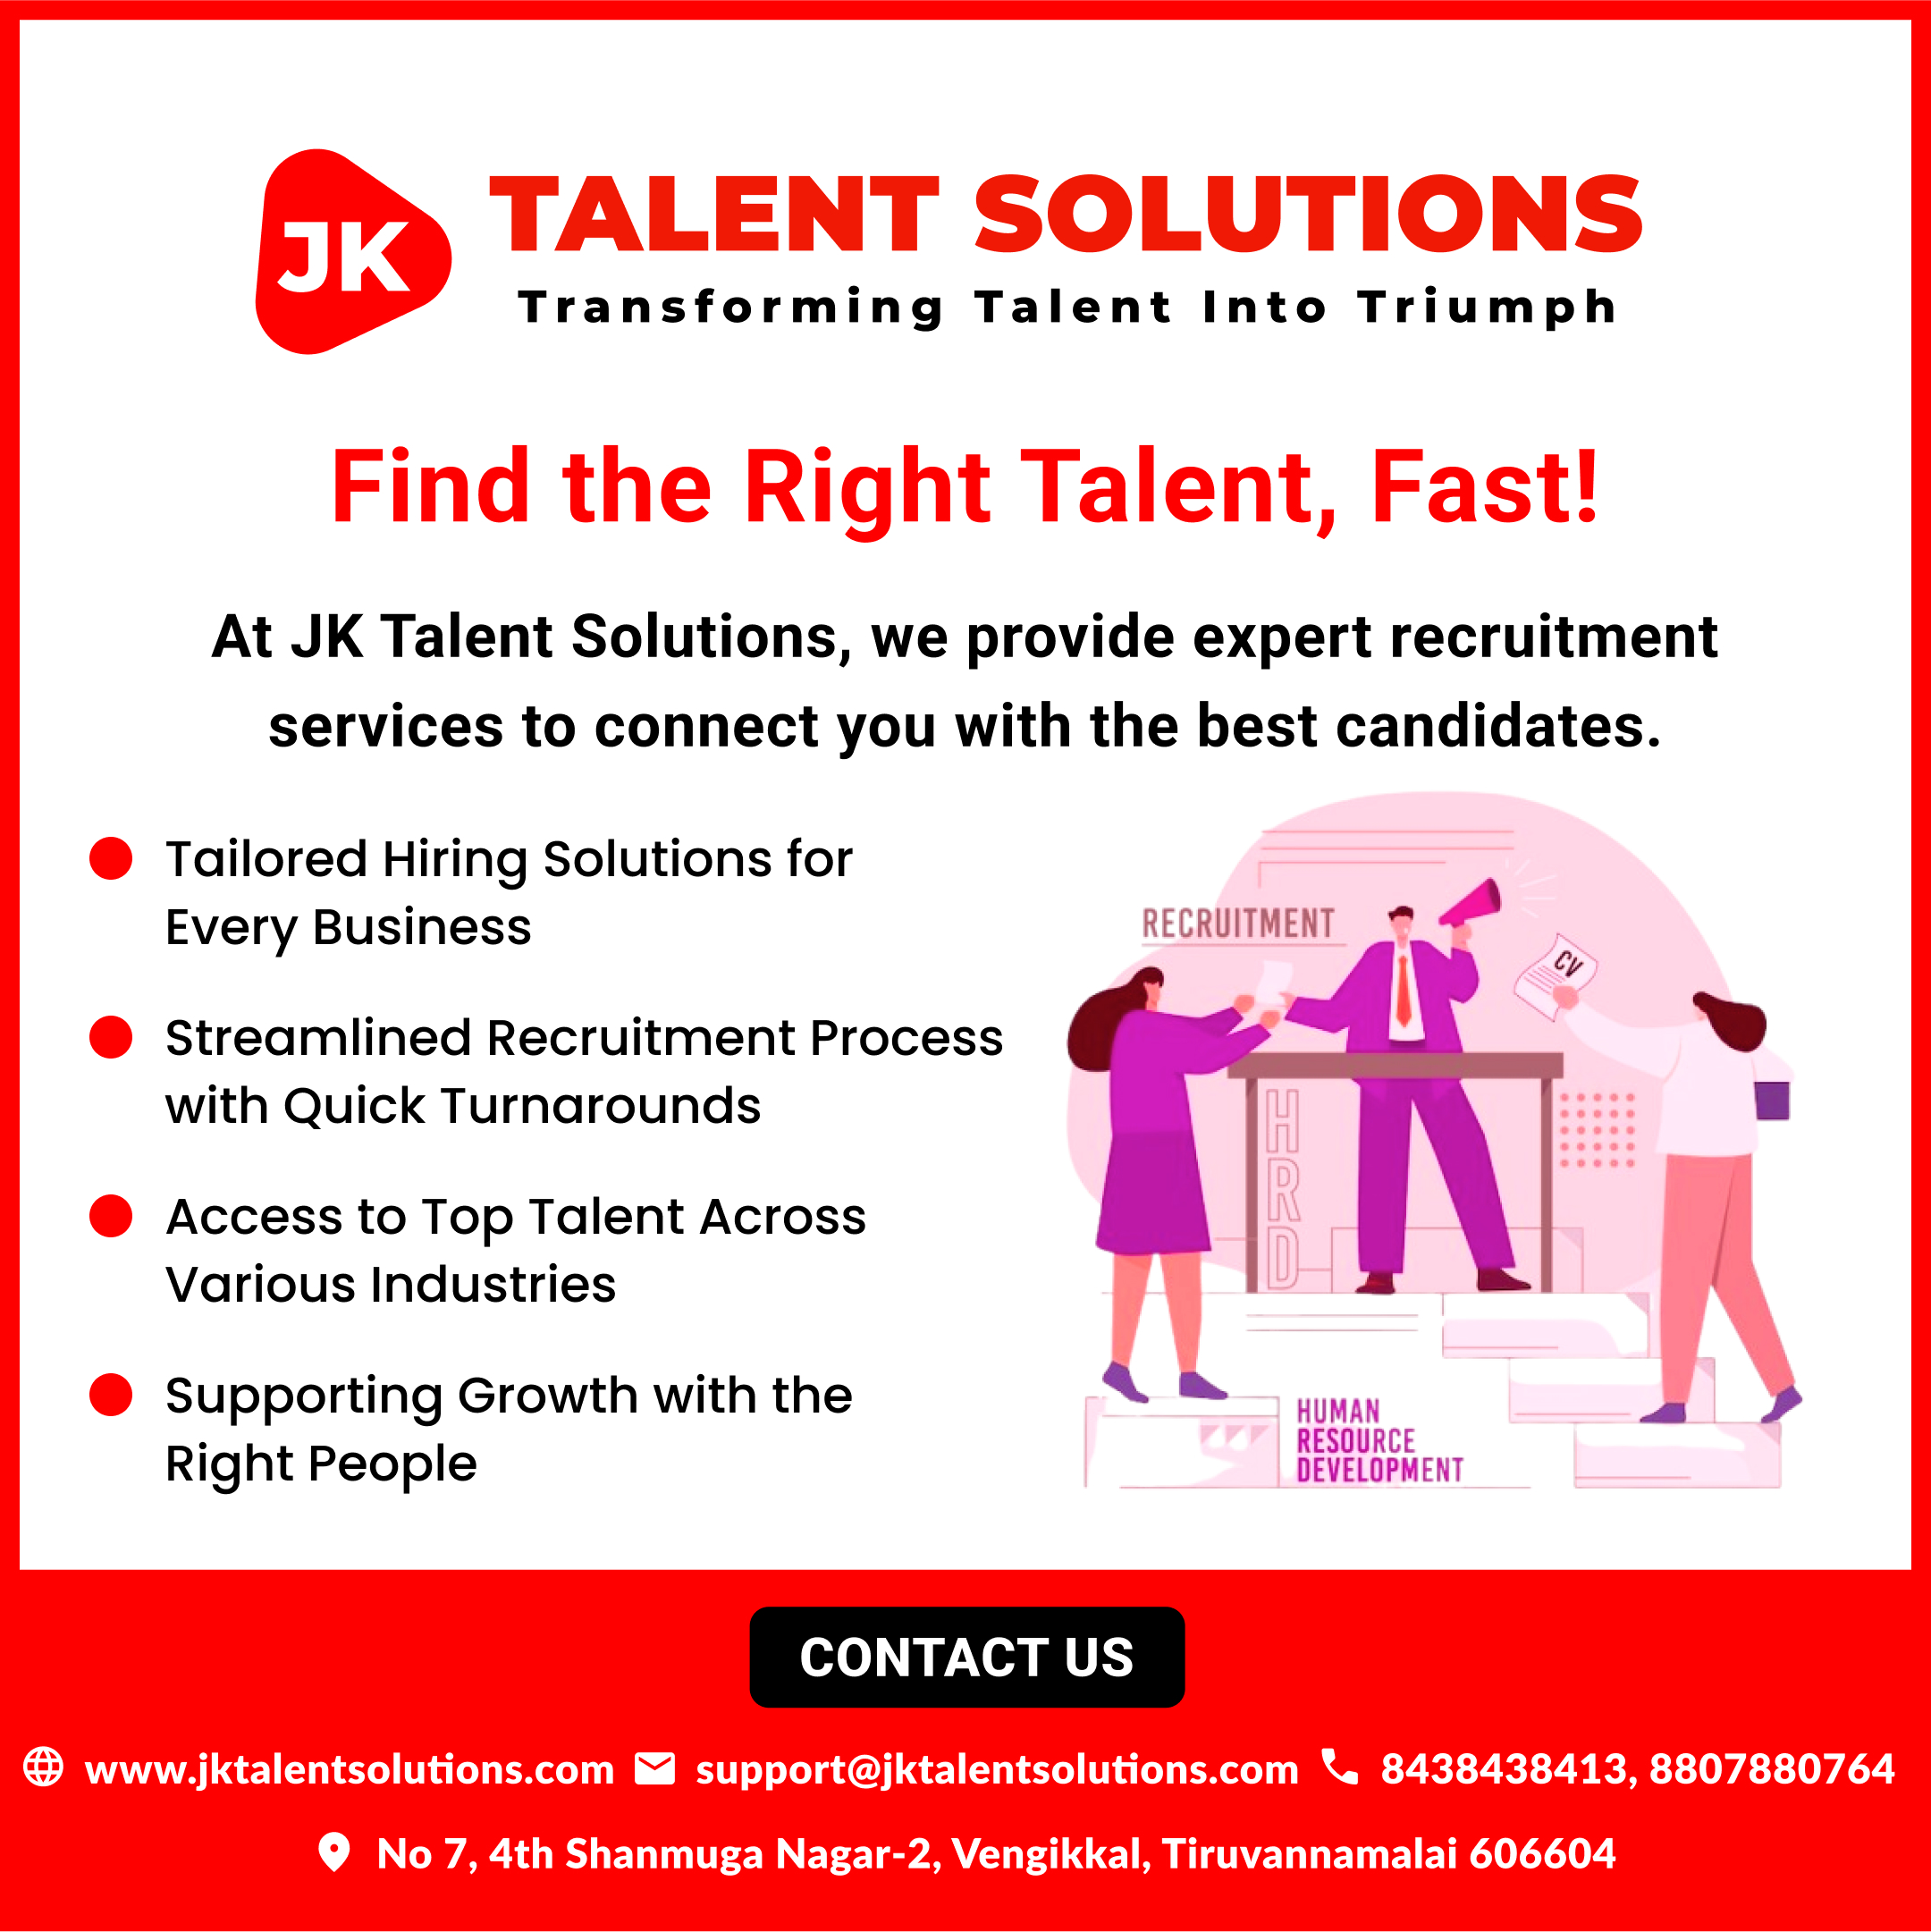 JK
TALENT SOLUTIONS
Transforming Talent Into Triumph
Find the Right Talent, Fast!
At JK Talent Solutions, we provide expert recruitment
services to connect you with the best candidates.
Tailored Hiring Solutions for
Every Business
Streamlined Recruitment Process
with Quick Turnarounds
Access to Top Talent Across
Various Industries
Supporting Growth with the
Right People
RECRUITMENT
CV
HRD
HUMAN
RESOURCE
DEVELOPMENT
CONTACT US
www.jktalentsolutions.com support@jktalentsolutions.com 8438438413, 8807880764
No 7, 4th Shanmuga Nagar-2, Vengikkal, Tiruvannamalai 606604